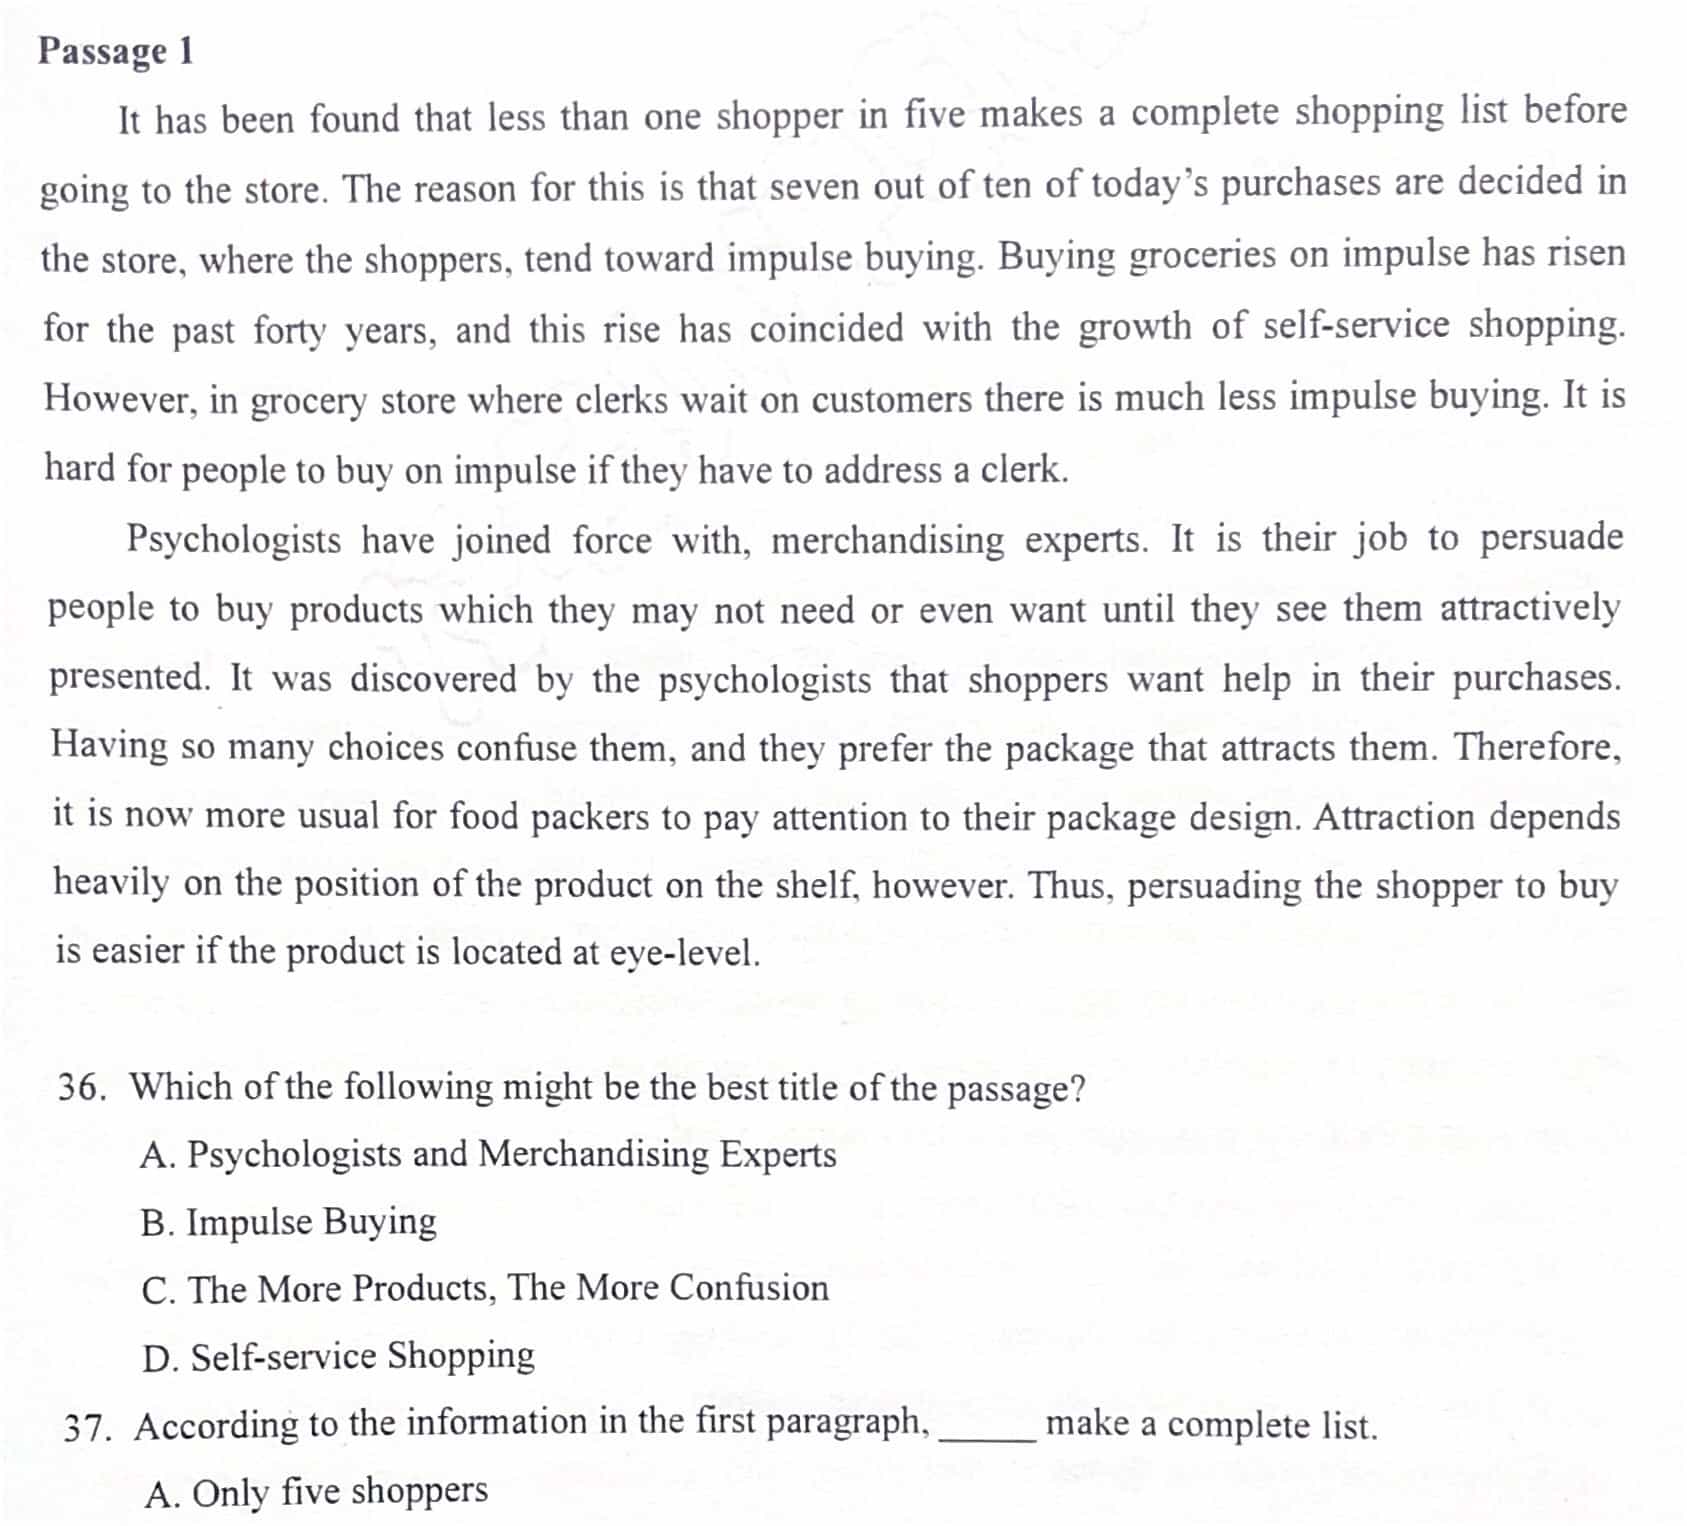 Passage 1
It has been found that less than one shopper in five makes a complete shopping list before
going to the store. The reason for this is that seven out of ten of today's purchases are decided in
the store, where the shoppers, tend toward impulse buying. Buying groceries on impulse has risen
for the past forty years, and this rise has coincided with the growth of self-service shopping.
However, in grocery store where clerks wait on customers there is much less impulse buying. It is
hard for people to buy on impulse if they have to address a clerk.
Psychologists have joined force with, merchandising experts. It is their job to persuade
people to buy products which they may not need or even want until they see them attractively
presented. It was discovered by the psychologists that shoppers want help in their purchases.
Having so many choices confuse them, and they prefer the package that attracts them. Therefore,
it is now more usual for food packers to pay attention to their package design. Attraction depends
heavily on the position of the product on the shelf, however. Thus, persuading the shopper to buy
is easier if the product is located at eye-level.
36. Which of the following might be the best title of the passage?
A. Psychologists and Merchandising Experts
B. Impulse Buying
C. The More Products, The More Confusion
D. Self-service Shopping
37. According to the information in the first paragraph, _____ make a complete list.
A. Only five shoppers